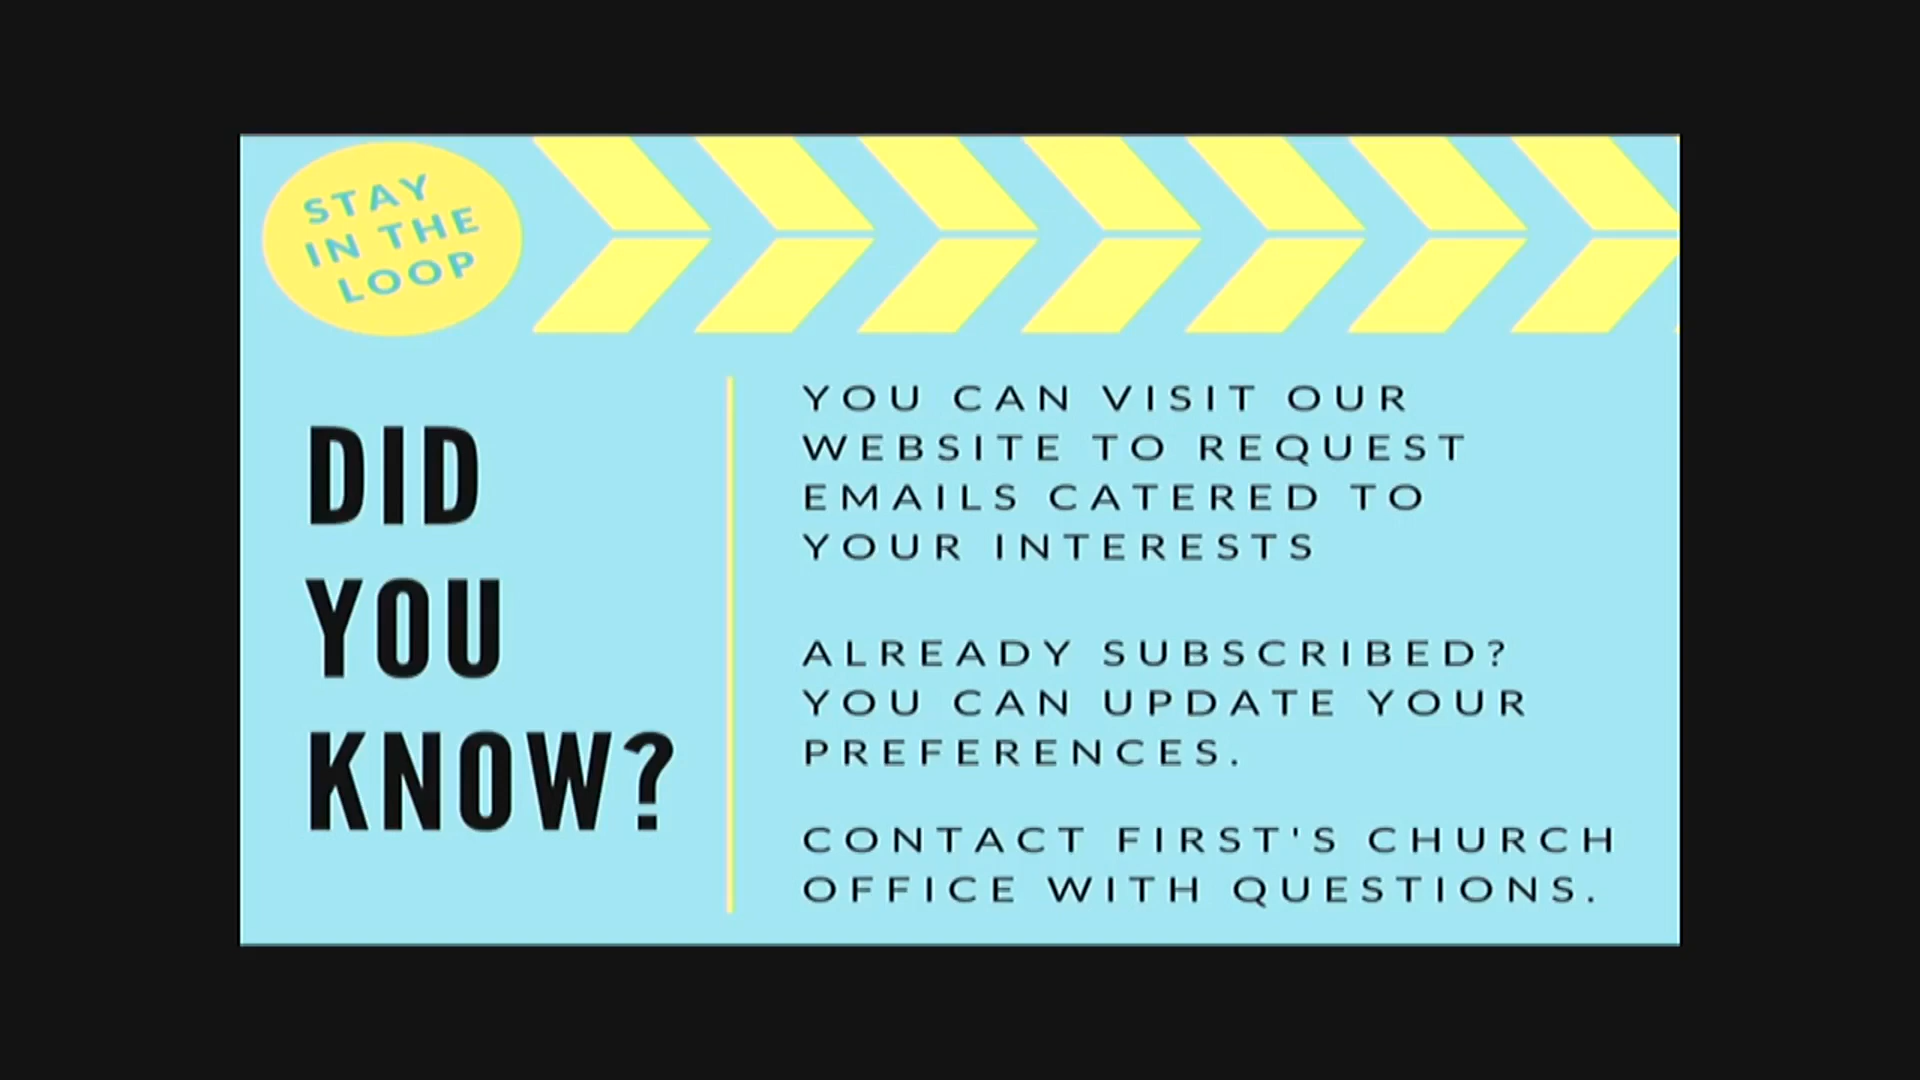 STAY
IN THE
LOOP
DID
YOU
KNOW?
YOU CAN VISIT OUR
WEBSITE TO REQUEST
EMAILS CATERED TO
YOUR INTERESTS
ALREADY SUBSCRIBED?
YOU CAN UPDATE YOUR
PREFERENCES.
CONTACT FIRST'S CHURCH
OFFICE WITH QUESTIONS.